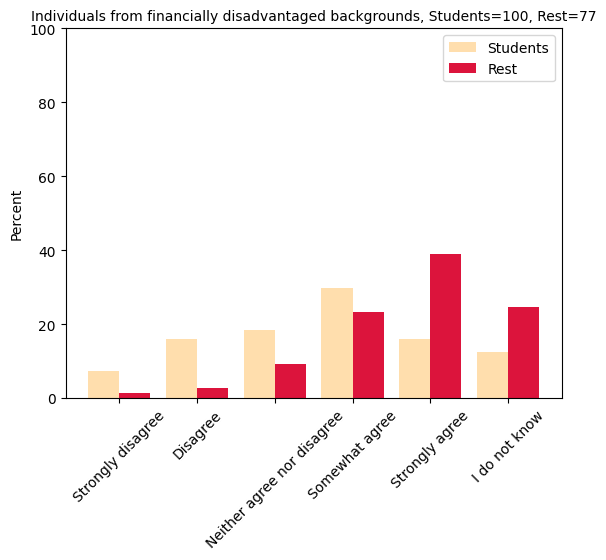 Individuals from financially disadvantaged backgrounds, Students=100, Rest=77
100
80
60
40
20
0
Percent
Students
Rest
Strongly disagree
Disagree
Neither agree nor disagree
Somewhat agree
Strongly agree
I do not know